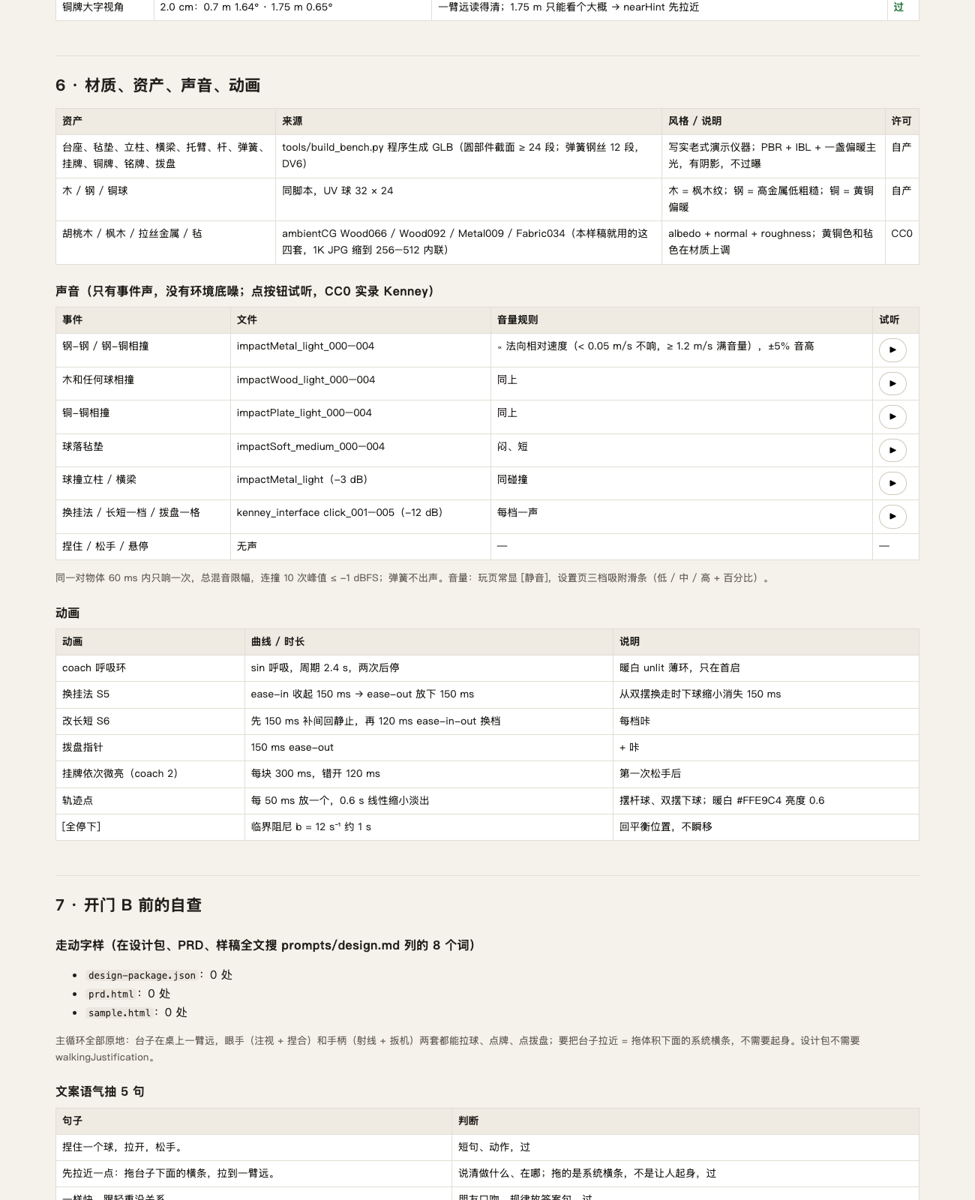 铜牌大字视角 2.0 cm：0.7 m 1.64° · 1.75 m 0.65° 一臂远读得清；1.75 m 只能看个大概 → nearHint 先拉近 过
6 · 材质、资产、声音、动画
资产 来源 风格 / 说明 许可
台座、毡垫、立柱、横梁、托臂、杆、弹簧、 tools/build_bench.py 程序生成 GLB（圆部件截面 ≥ 24 段；弹簧钢丝 12 段， 写实老式演示仪器；PBR + IBL + 一盏偏暖主 自产
挂牌、铜牌、铭牌、拨盘 DV6） 光，有阴影，不过曝
木 / 钢 / 铜球 同脚本，UV 球 32 × 24 木 = 枫木纹；钢 = 高金属低粗糙；铜 = 黄铜 自产
偏暖
胡桃木 / 枫木 / 拉丝金属 / 毡 ambientCG Wood066 / Wood092 / Metal009 / Fabric034（本样稿就用的这 albedo + normal + roughness；黄铜色和毡 CC0
四套，1K JPG 缩到 256–512 内联） 色在材质上调
声音（只有事件声，没有环境底噪；点按钮试听，CC0 实录 Kenney）
事件 文件 音量规则 试听
钢–钢 / 钢–铜相撞 impactMetal_light_000–004 法向相对速度（< 0.05 m/s 不响，≥ 1.2 m/s 满音量），±5% 音高
木和任何球相撞 impactWood_light_000–004 同上
铜–铜相撞 impactPlate_light_000–004 同上
球落毡垫 impactSoft_medium_000–004 闷、短
球撞立柱 / 横梁 impactMetal_light（−3 dB） 同碰撞
换挂法 / 长短一档 / 拨盘一格 kenney_interface click_001–005（−12 dB） 每档一声
捏住 / 松手 / 悬停 无声 — —
同一对物体 60 ms 内只响一次，总混音限幅，连撞 10 次峰值 ≤ −1 dBFS；弹簧不出声。音量：玩页常显 [静音]，设置页三档吸附滑条（低 / 中 / 高 + 百分比）。
动画
动画 曲线 / 时长 说明
coach 呼吸环 sin 呼吸，周期 2.4 s，两次后停 暖白 unlit 薄环，只在首启
换挂法 S5 ease–in 收起 150 ms → ease–out 放下 150 ms 从双摆换走时下球缩小消失 150 ms
改长短 S6 先 150 ms 补间回静止，再 120 ms ease–in–out 换档 每档咔
拨盘指针 150 ms ease–out + 咔
挂牌依次微亮（coach 2） 每块 300 ms，错开 120 ms 第一次松手后
轨迹点 每 50 ms 放一个，0.6 s 线性缩小淡出 摆杆球、双摆下球；暖白 #FFE9C4 亮度 0.6
[全停下] 临界阻尼 b = 12 s⁻¹ 约 1 s 回平衡位置，不瞬移
7 · 开门 B 前的自查
走动字样（在设计包、PRD、样稿全文搜 prompts/design.md 列的 8 个词）
• design-package.json：0 处
• prd.html：0 处
• sample.html：0 处
主循环全部原地：台子在桌上一臂远，眼手（注视 + 捏合）和手柄（射线 + 扳机）两套都能拉球、点牌、点拨盘；要把台子拉近 = 拖体积下面的系统横条，不需要起身。设计包不需要
walkingJustification。
文案语气抽 5 句
句子 判断
捏住一个球，拉开，松手。 短句、动作，过
先拉近一点：拖台子下面的横条，拉到一臂远。 说清做什么、在哪；拖的是系统横条，不是让人起身，过